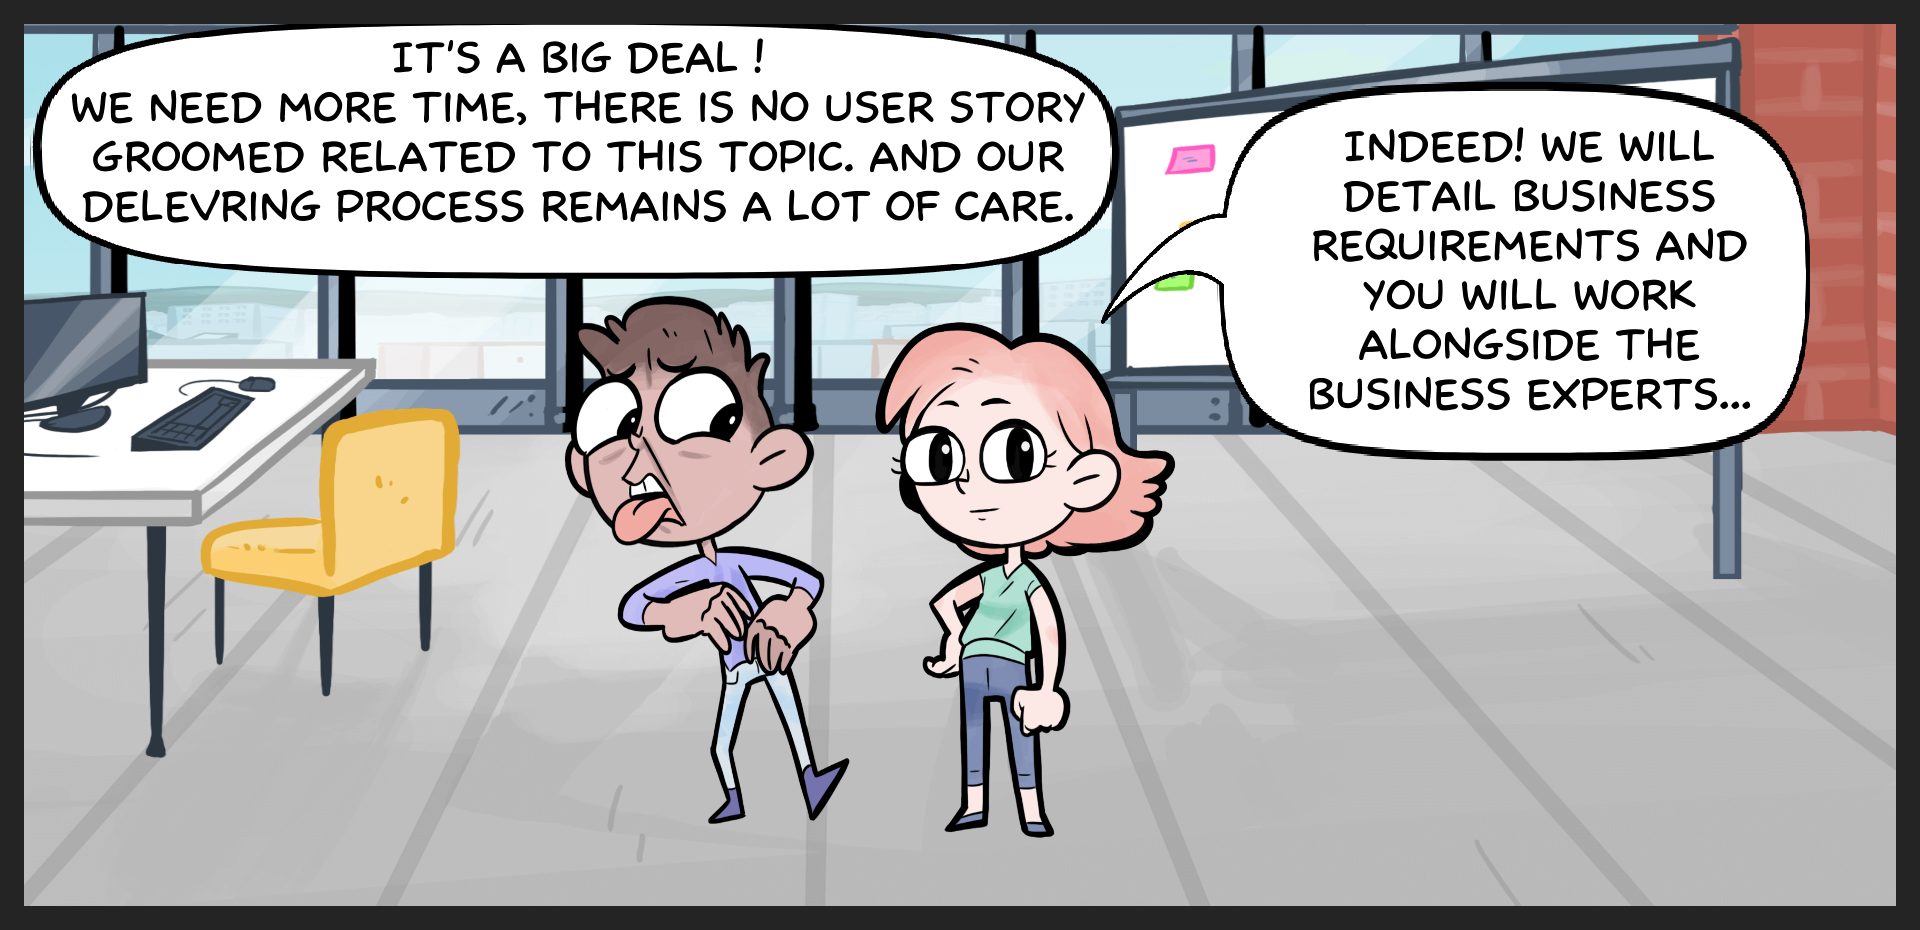 IT'S A BIG DEAL !
WE NEED MORE TIME, THERE IS NO USER STORY
GROOMED RELATED TO THIS TOPIC. AND OUR
DELEVRING PROCESS REMAINS A LOT OF CARE.
INDEED! WE WILL
DETAIL BUSINESS
REQUIREMENTS AND
YOU WILL WORK
ALONGSIDE THE
BUSINESS EXPERTS...